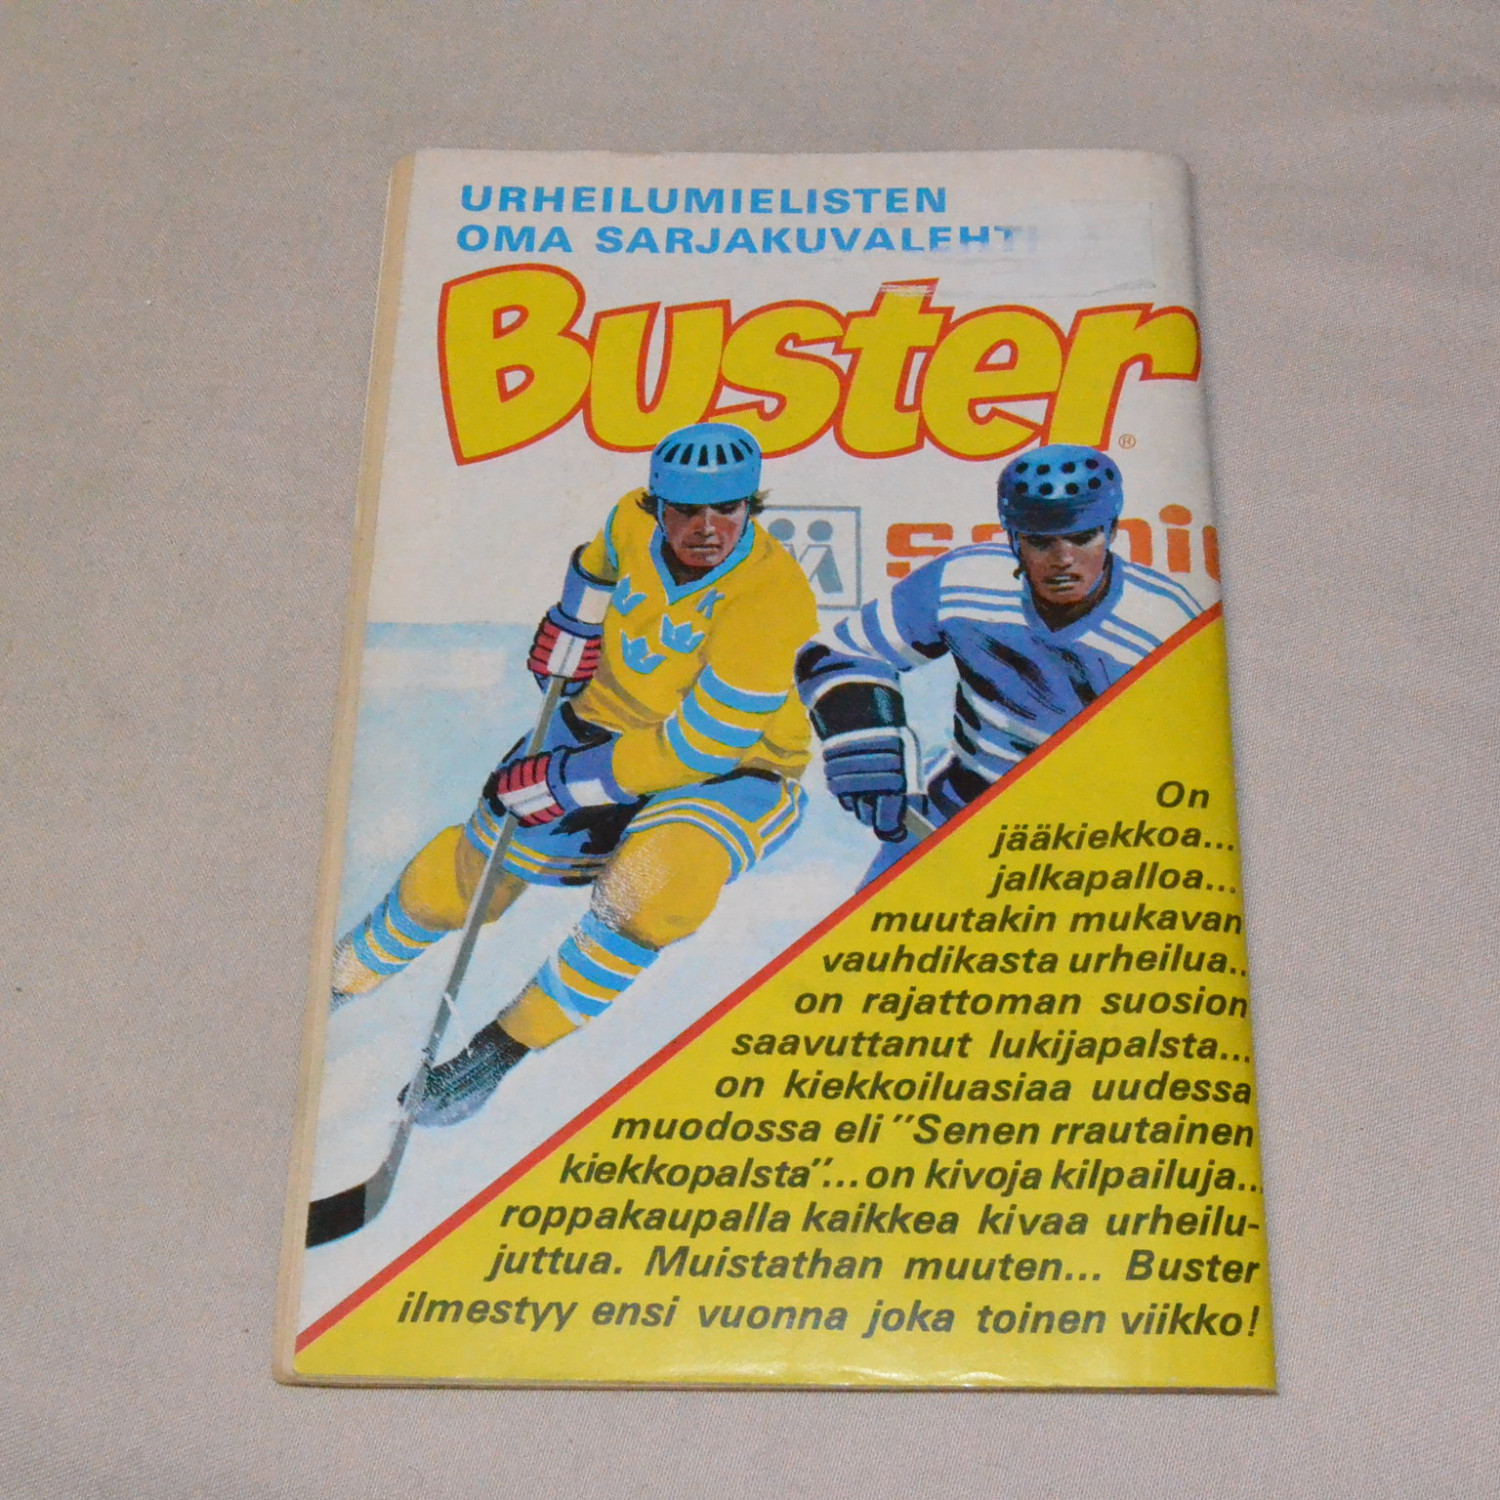 URHEILUMIELISTEN
OMA SARJAKUVALEHTI
Buster®
K
On
jääkiekkoa...
jalkapalloa...
muutakin mukavan
vauhdikasta urheilua..
on rajattoman suosion
saavuttanut lukijapalsta...
on kiekkoiluasiaa uudessa
muodossa eli "Senen rrautainen
kiekkopalsta"... on kivoja kilpailuja...
roppakaupalla kaikkea kivaa urheilu-
juttua. Muistathan muuten... Buster
ilmestyy ensi vuonna joka toinen viikko!